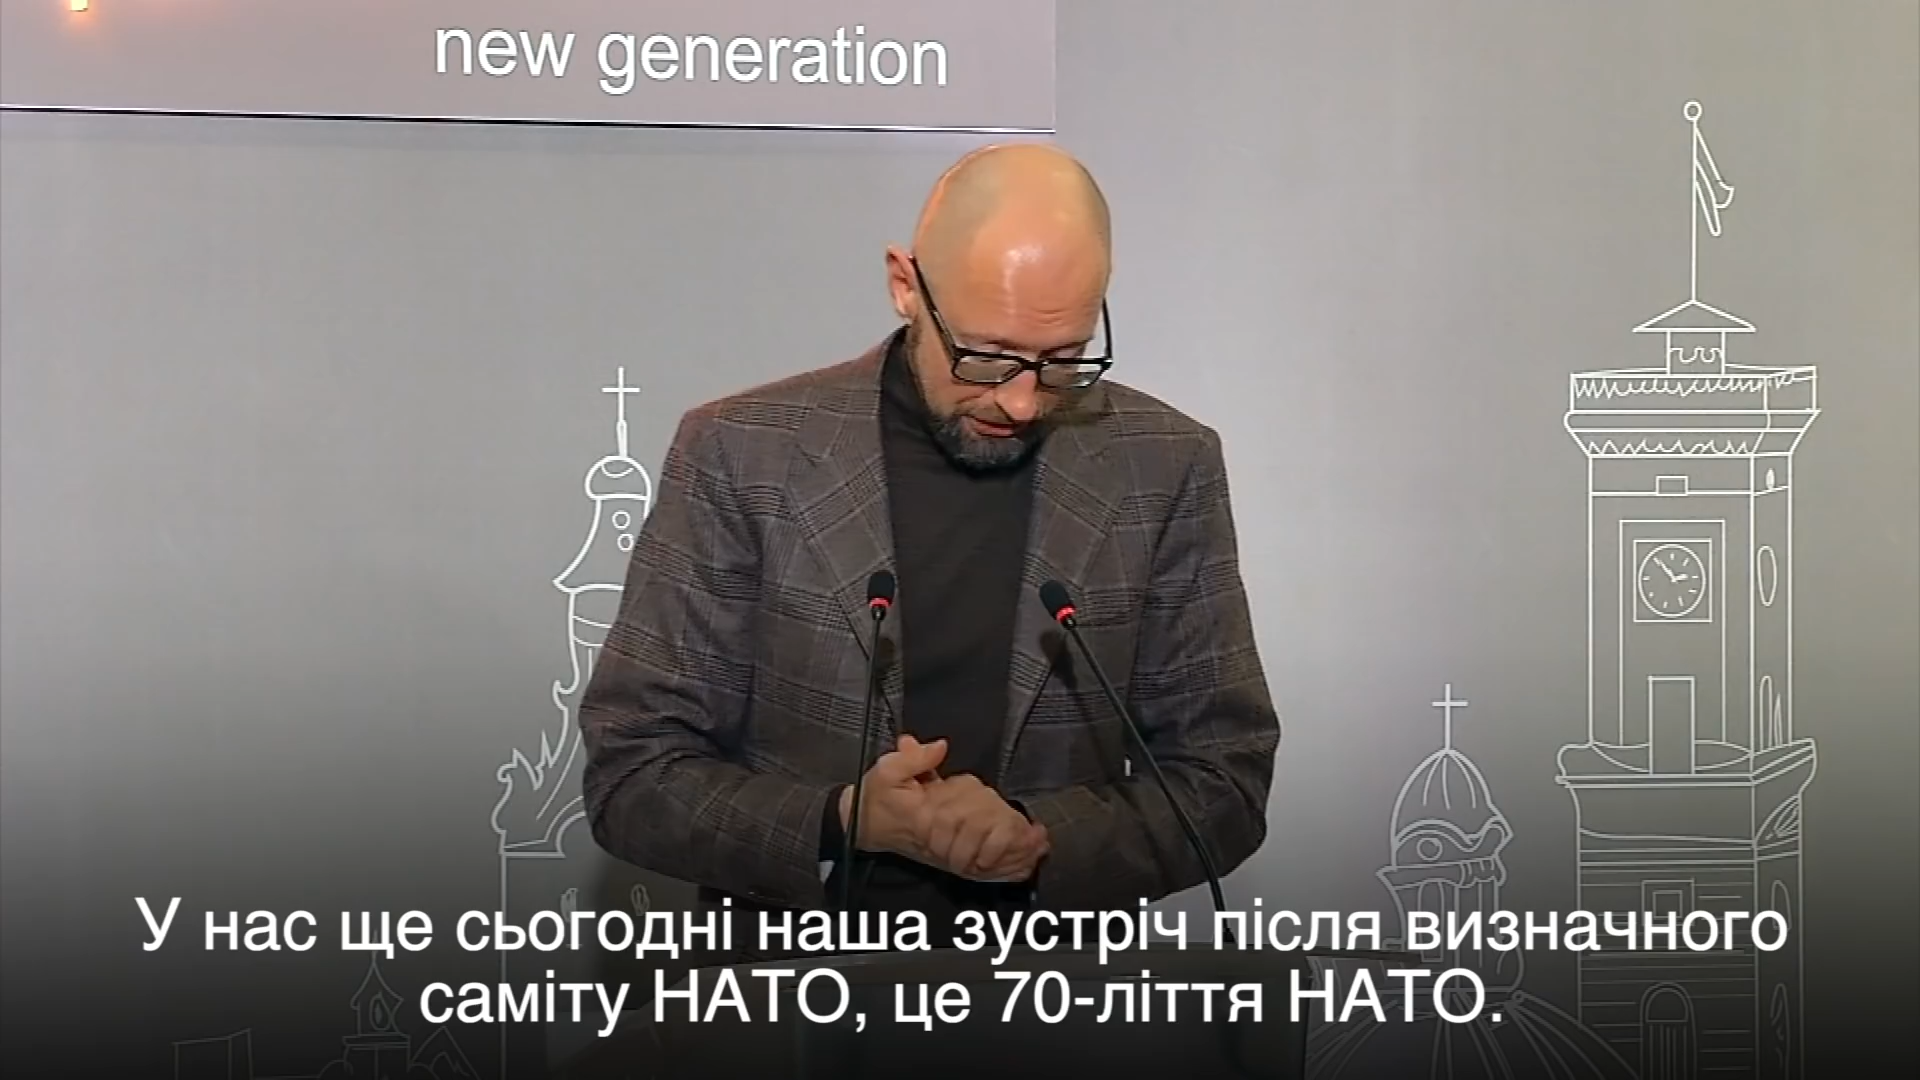 new generation
У нас ще сьогодні наша зустріч після визначного
саміту НАТО, це 70-ліття НАТО.